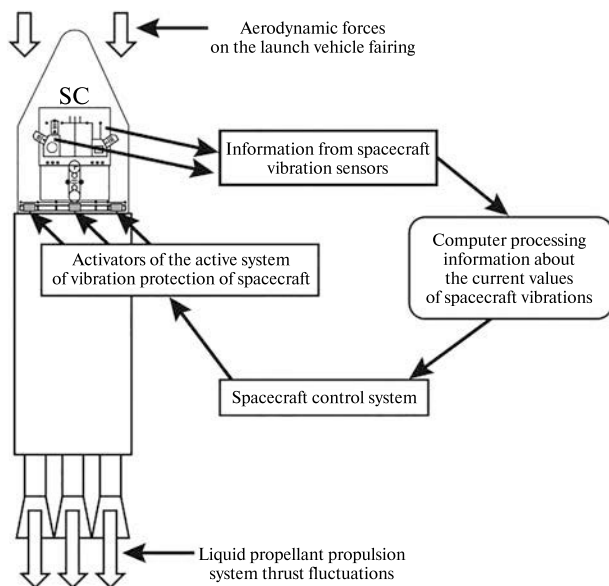 Aerodynamic forces
on the launch vehicle fairing
SC
Information from spacecraft
vibration sensors
Computer processing
information about
the current values
of spacecraft vibrations
Activators of the active system
of vibration protection of spacecraft
Spacecraft control system
Liquid propellant propulsion
system thrust fluctuations